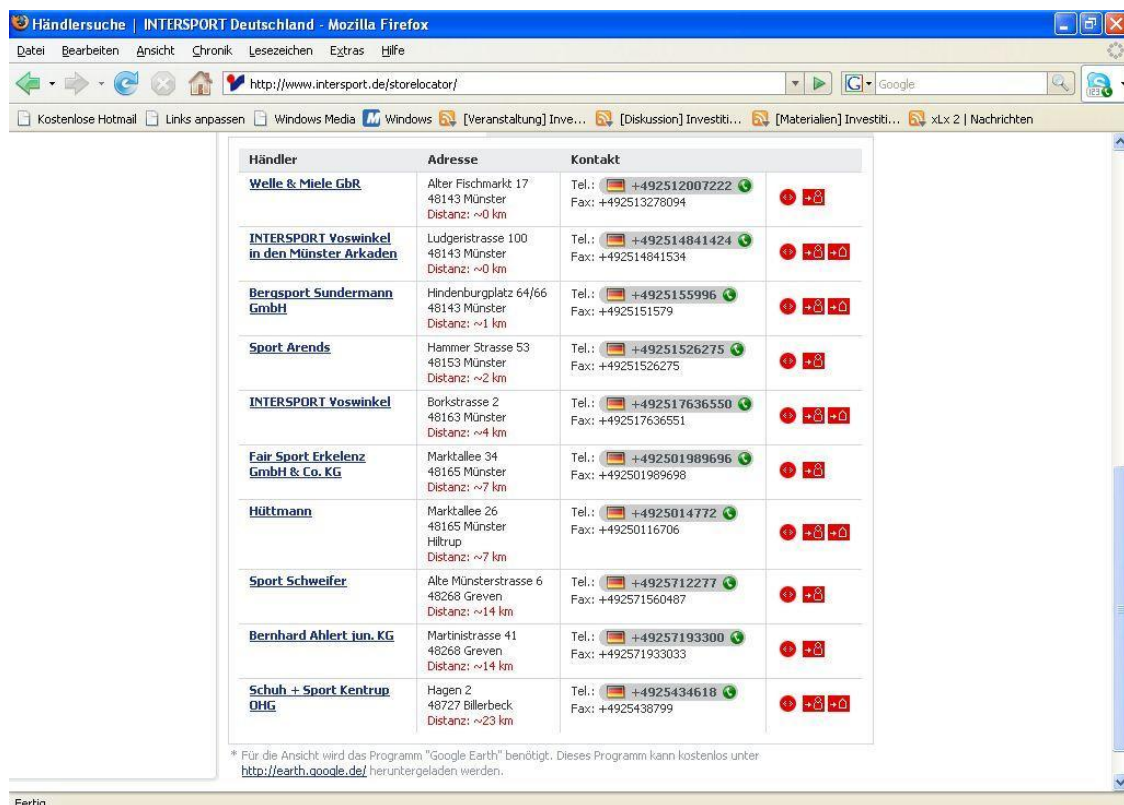 Händlersuche | INTERSPORT Deutschland - Mozilla Firefox
Datei Bearbeiten Ansicht Chronik Lesezeichen Extras Hilfe
http://www.intersport.de/storelocator/ G Google
Kostenlose Hotmail Links anpassen Windows Media Windows [Veranstaltung] Inve... [Diskussion] Investiti... [Materialien] Investiti... xLx 2 | Nachrichten
Händler Adresse Kontakt
Welle & Miele GbR Alter Fischmarkt 17 Tel.: +492512007222
48143 Münster Fax: +492513278094
Distanz: ~0 km
INTERSPORT Voswinkel Ludgeristrasse 100 Tel.: +492514841424
in den Münster Arkaden 48143 Münster Fax: +492514841534
Distanz: ~0 km
Bergsport Sundermann Hindenburgplatz 64/66 Tel.: +4925155996
GmbH 48143 Münster Fax: +4925151579
Distanz: ~1 km
Sport Arends Hammer Strasse 53 Tel.: +49251526275
48153 Münster Fax: +49251526275
Distanz: ~2 km
INTERSPORT Voswinkel Borkstrasse 2 Tel.: +492517636550
48163 Münster Fax: +492517636551
Distanz: ~4 km
Fair Sport Erkelenz Marktallee 34 Tel.: +492501989696
GmbH & Co. KG 48165 Münster Fax: +492501989698
Distanz: ~7 km
Hüttmann Marktallee 26 Tel.: +4925014772
48165 Münster Fax: +49250116706
Hiltrup
Distanz: ~7 km
Sport Schweifer Alte Münsterstrasse 6 Tel.: +4925712277
48268 Greven Fax: +492571560487
Distanz: ~14 km
Bernhard Ahlert jun. KG Martinistrasse 41 Tel.: +49257193300
48268 Greven Fax: +492571933033
Distanz: ~14 km
Schuh + Sport Kentrup Hagen 2 Tel.: +4925434618
OHG 48727 Billerbeck Fax: +4925438799
Distanz: ~23 km
* Für die Ansicht wird das Programm "Google Earth" benötigt. Dieses Programm kann kostenlos unter
http://earth.google.de/ heruntergeladen werden.
Fertig